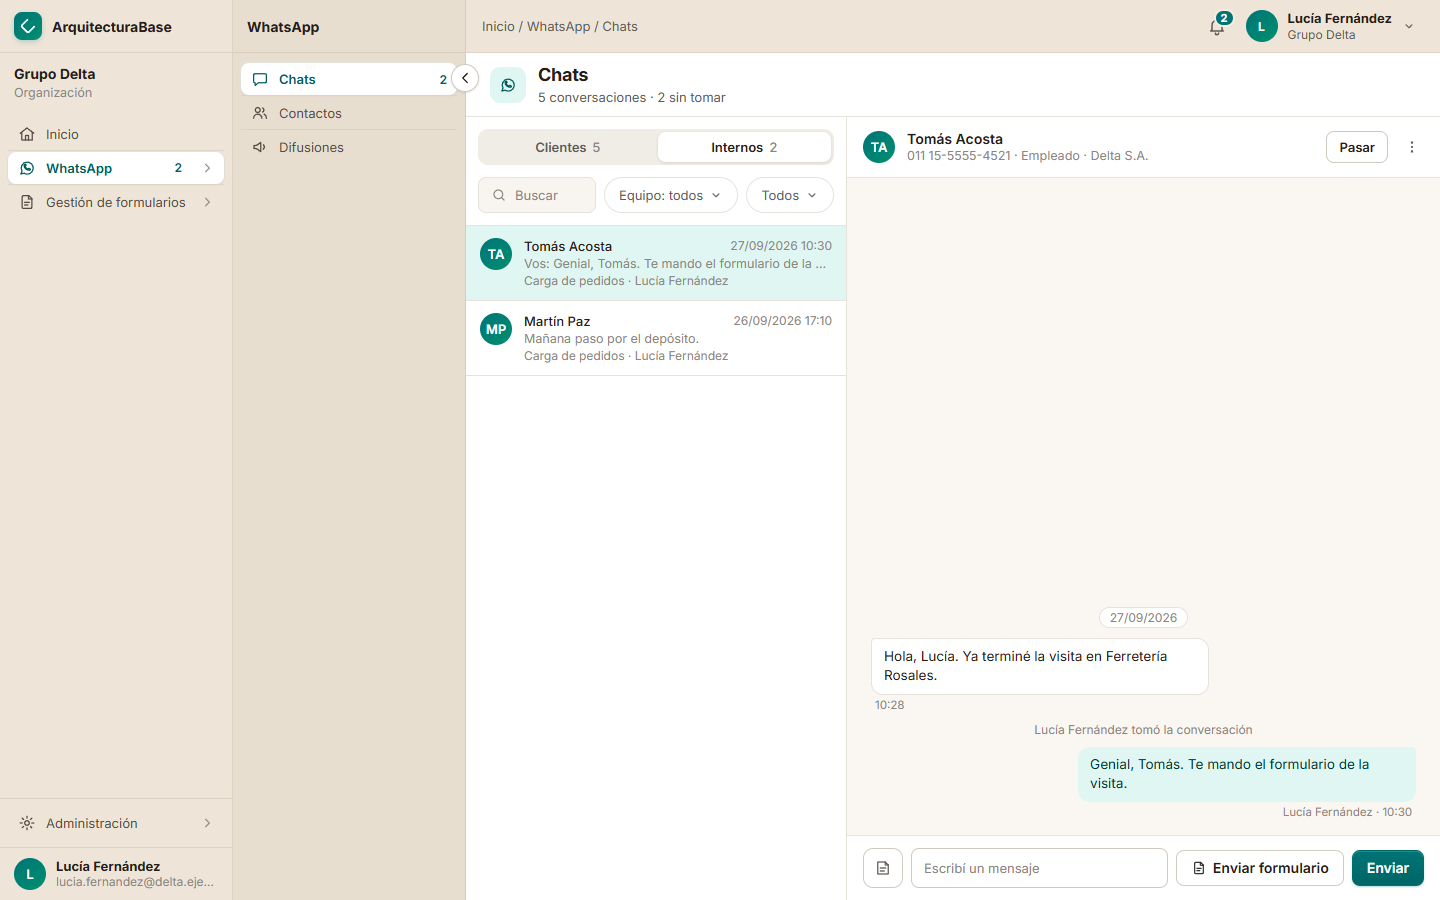 ArquitecturaBase
Grupo Delta
Organización
Inicio
WhatsApp 2
Gestión de formularios
Administración
L
Lucía Fernández
lucia.fernandez@delta.eje...
WhatsApp
Chats 2
Contactos
Difusiones
Inicio / WhatsApp / Chats
2
L
Lucía Fernández
Grupo Delta
Chats
5 conversaciones · 2 sin tomar
Clientes 5
Internos 2
Buscar
Equipo: todos
Todos
TA
Tomás Acosta 27/09/2026 10:30
Vos: Genial, Tomás. Te mando el formulario de la ...
Carga de pedidos · Lucía Fernández
MP
Martín Paz 26/09/2026 17:10
Mañana paso por el depósito.
Carga de pedidos · Lucía Fernández
TA
Tomás Acosta
011 15-5555-4521 · Empleado · Delta S.A.
Pasar
27/09/2026
Hola, Lucía. Ya terminé la visita en Ferretería
Rosales.
10:28
Lucía Fernández tomó la conversación
Genial, Tomás. Te mando el formulario de la
visita.
Lucía Fernández · 10:30
Escribí un mensaje
Enviar formulario
Enviar